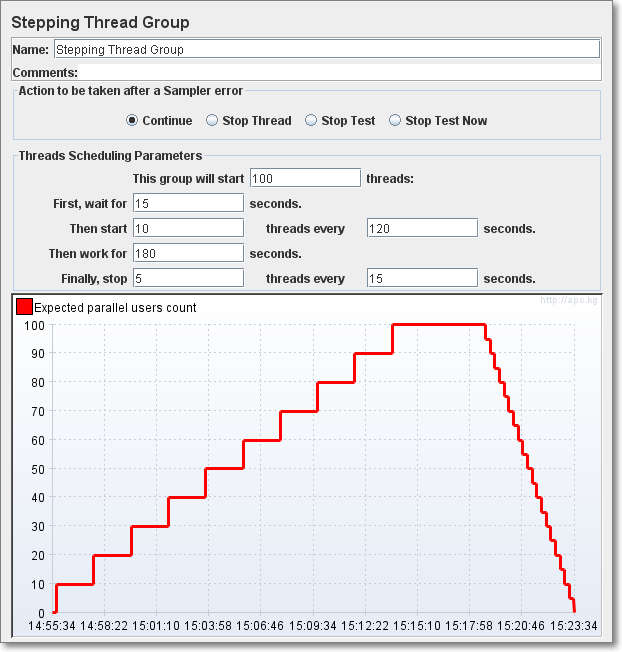 Stepping Thread Group
Name: Stepping Thread Group
Comments:
Action to be taken after a Sampler error
Continue Stop Thread Stop Test Stop Test Now
Threads Scheduling Parameters
This group will start 100 threads:
First, wait for 15 seconds.
Then start 10 threads every 120 seconds.
Then work for 180 seconds.
Finally, stop 5 threads every 15 seconds.
http://apc.kg
Expected parallel users count
100
90
80
70
60
50
40
30
20
10
0
14:55:34 14:58:22 15:01:10 15:03:58 15:06:46 15:09:34 15:12:22 15:15:10 15:17:58 15:20:46 15:23:34